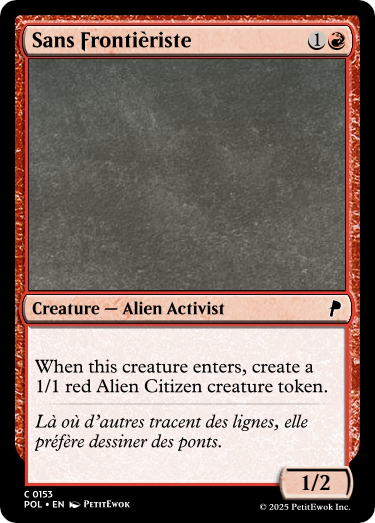 Sans Frontièriste
1
Creature — Alien Activist
When this creature enters, create a
1/1 red Alien Citizen creature token.
Là où d'autres tracent des lignes, elle
préfère dessiner des ponts.
1/2
C 0153
POL • EN PetitEwok
© 2025 PetitEwok Inc.